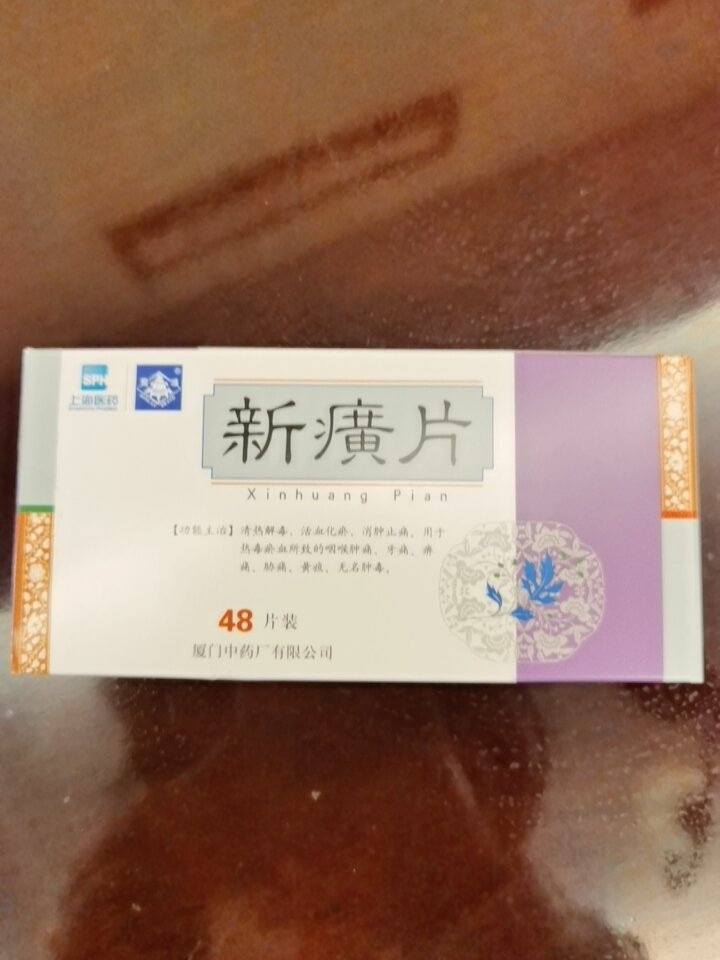 SPH
上海医药
新癀片
Xinhuang Pian
【功能主治】清热解毒、活血化瘀、消肿止痛。用于
热毒瘀血所致的咽喉肿痛、牙痛、痹
痛、胁痛、黄疸、无名肿毒。
48 片装
厦门中药厂有限公司